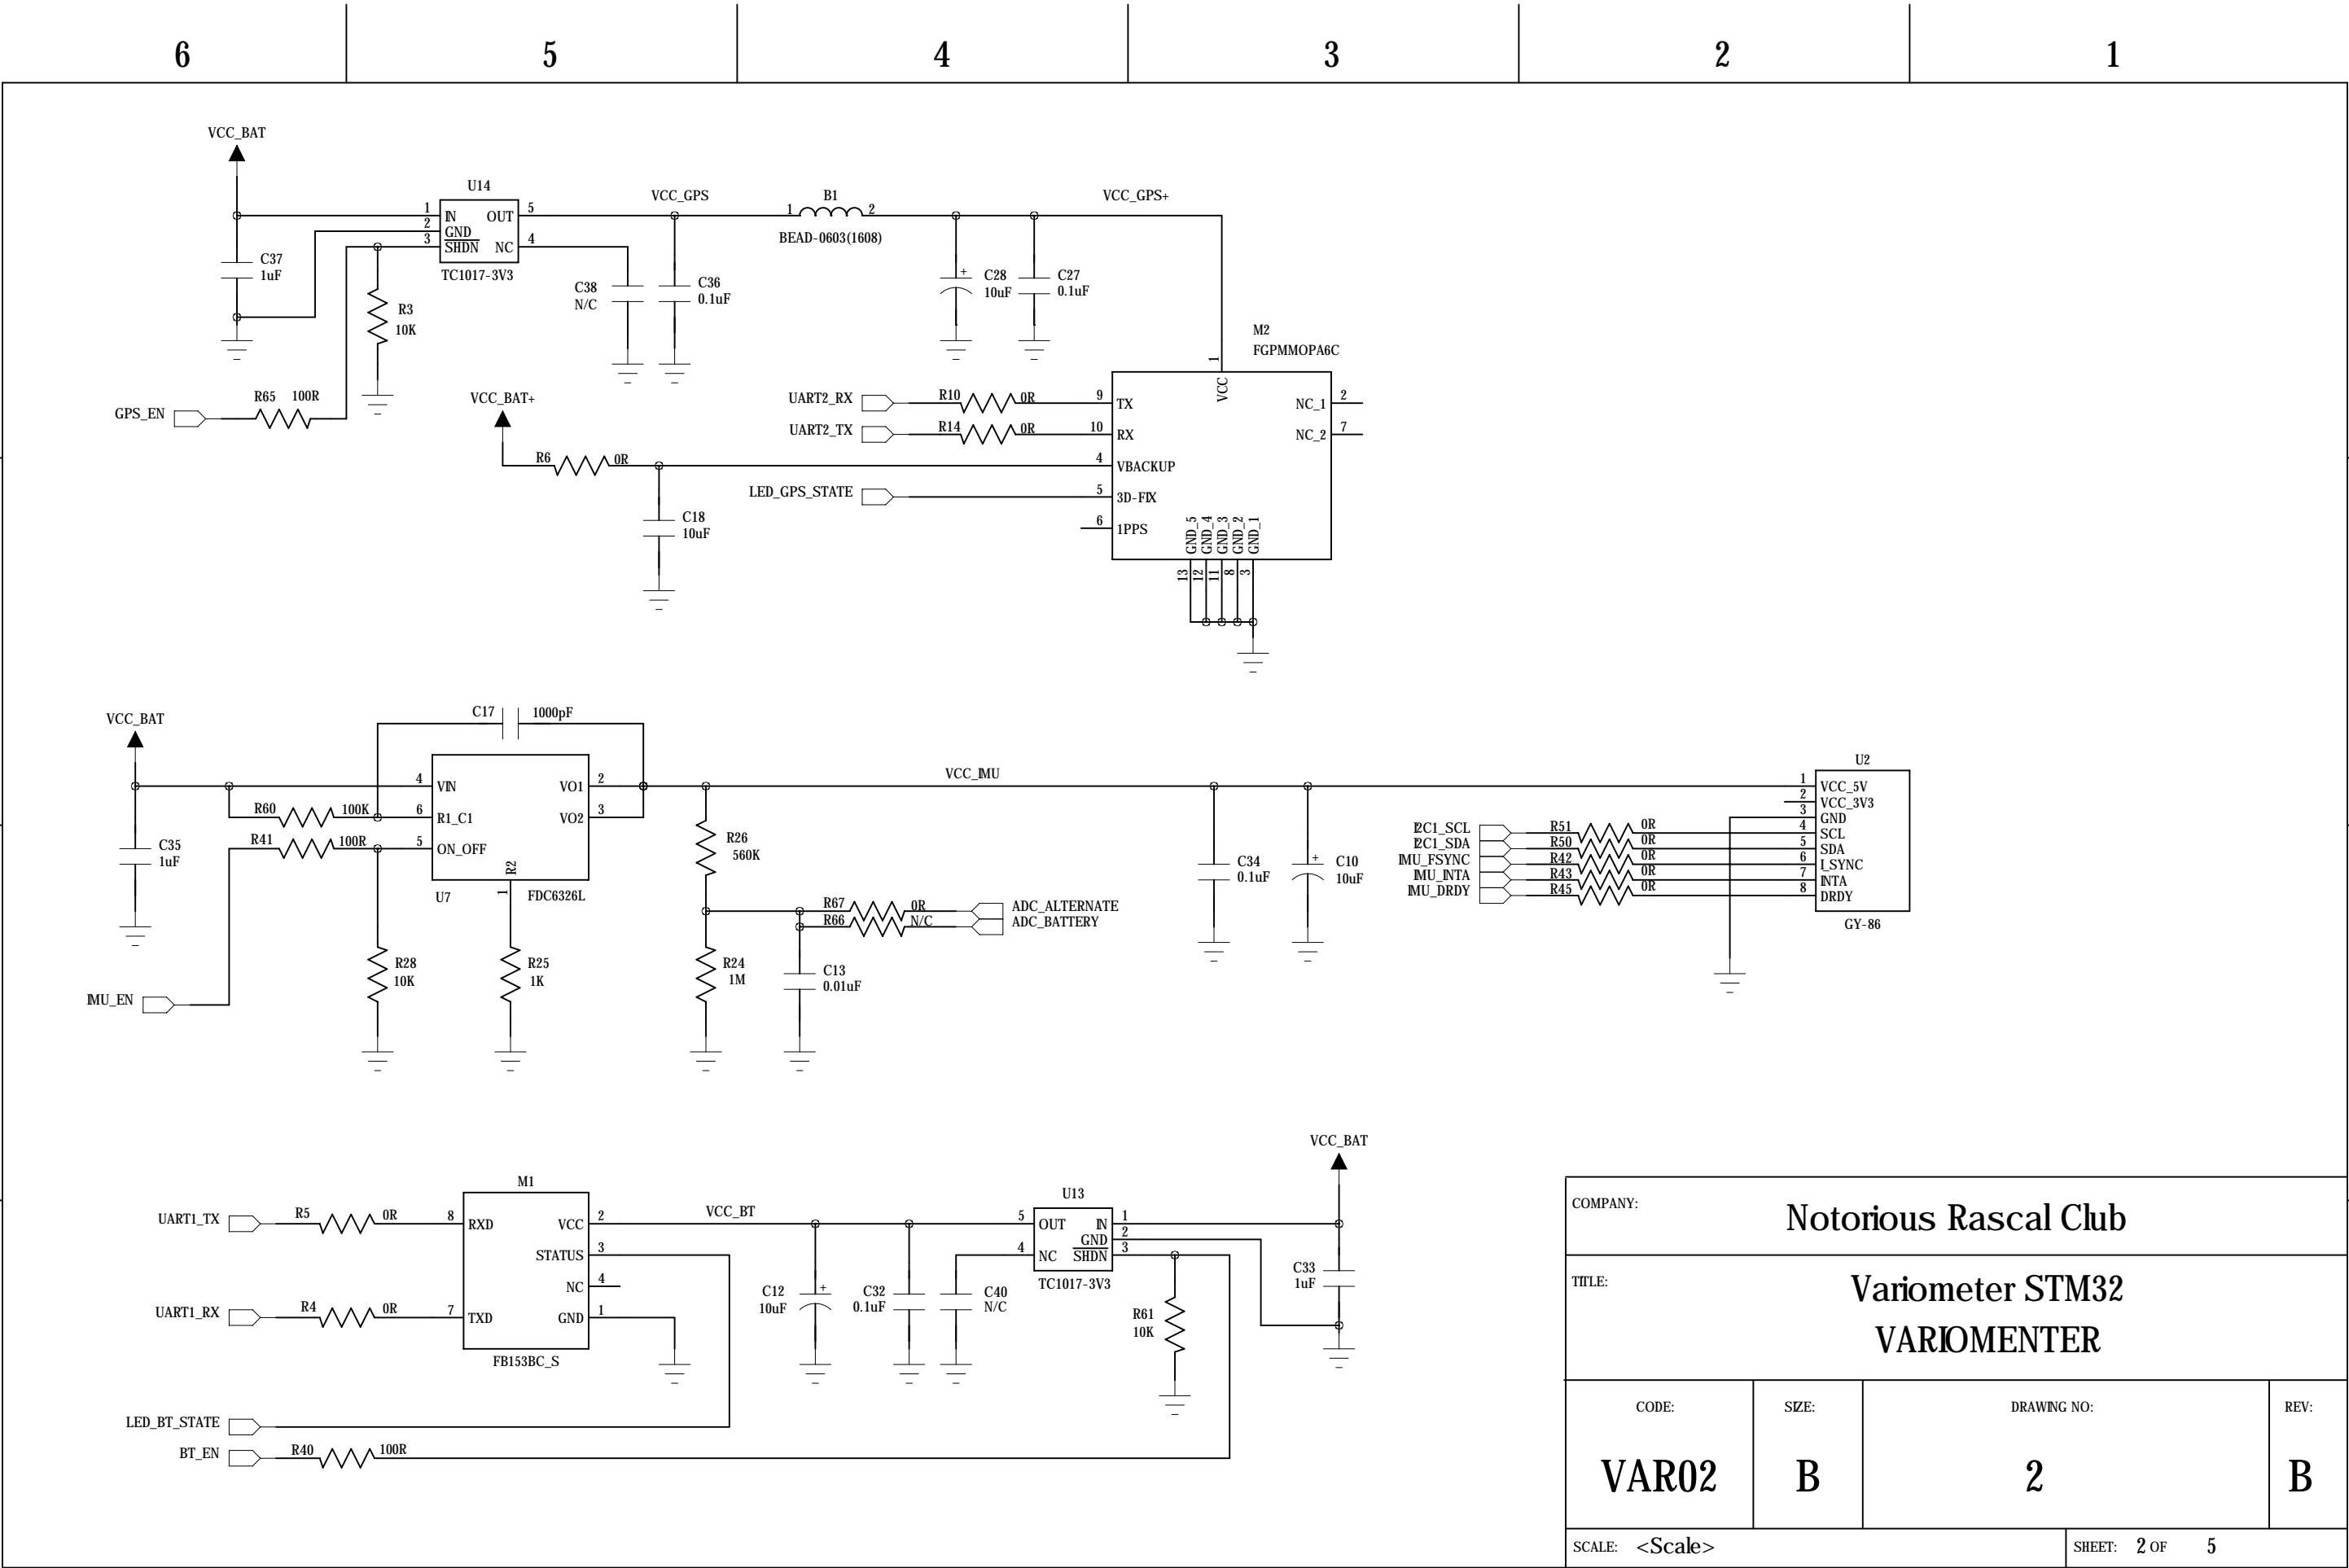 6 5 4 3 2 1
VCC_BAT
U14
1 IN OUT 5
2 GND
3 SHDN NC 4
TC1017-3V3
VCC_GPS
B1
1 2
BEAD-0603(1608)
VCC_GPS+
C37
1uF
R3
10K
C38
N/C
C36
0.1uF
C28
10uF
+
C27
0.1uF
GPS_EN
R65 100R
VCC_BAT+
R6 0R
C18
10uF
M2
FGPMMOPA6C
1
VCC
UART2_RX R10 0R 9 TX NC_1 2
UART2_TX R14 0R 10 RX NC_2 7
4 VBACKUP
LED_GPS_STATE 5 3D-FIX
6 1PPS
GND_5 GND_4 GND_3 GND_2 GND_1
13 12 11 8 3
VCC_BAT
C17 1000pF
4 VIN VO1 2
R60 100K 6 R1_C1 VO2 3
R41 100R 5 ON_OFF
R2
1
U7 FDC6326L
C35
1uF
IMU_EN
R28
10K
R25
1K
VCC_IMU
R26
560K
R67 0R ADC_ALTERNATE
R66 N/C ADC_BATTERY
R24
1M
C13
0.01uF
C34
0.1uF
+
C10
10uF
U2
1 VCC_5V
2 VCC_3V3
3 GND
I2C1_SCL R51 0R 4 SCL
I2C1_SDA R50 0R 5 SDA
IMU_FSYNC R42 0R 6 I_SYNC
IMU_INTA R43 0R 7 INTA
IMU_DRDY R45 0R 8 DRDY
GY-86
M1
UART1_TX R5 0R 8 RXD VCC 2
STATUS 3
NC 4
UART1_RX R4 0R 7 TXD GND 1
FB153BC_S
LED_BT_STATE
BT_EN R40 100R
VCC_BT
C12
10uF
+
C32
0.1uF
C40
N/C
U13
5 OUT IN 1
GND 2
4 NC SHDN 3
TC1017-3V3
R61
10K
VCC_BAT
C33
1uF
COMPANY: Notorious Rascal Club
TITLE: Variometer STM32
VARIOMENTER
CODE: SIZE: DRAWING NO: REV:
VAR02 B 2 B
SCALE: <Scale> SHEET: 2 OF 5